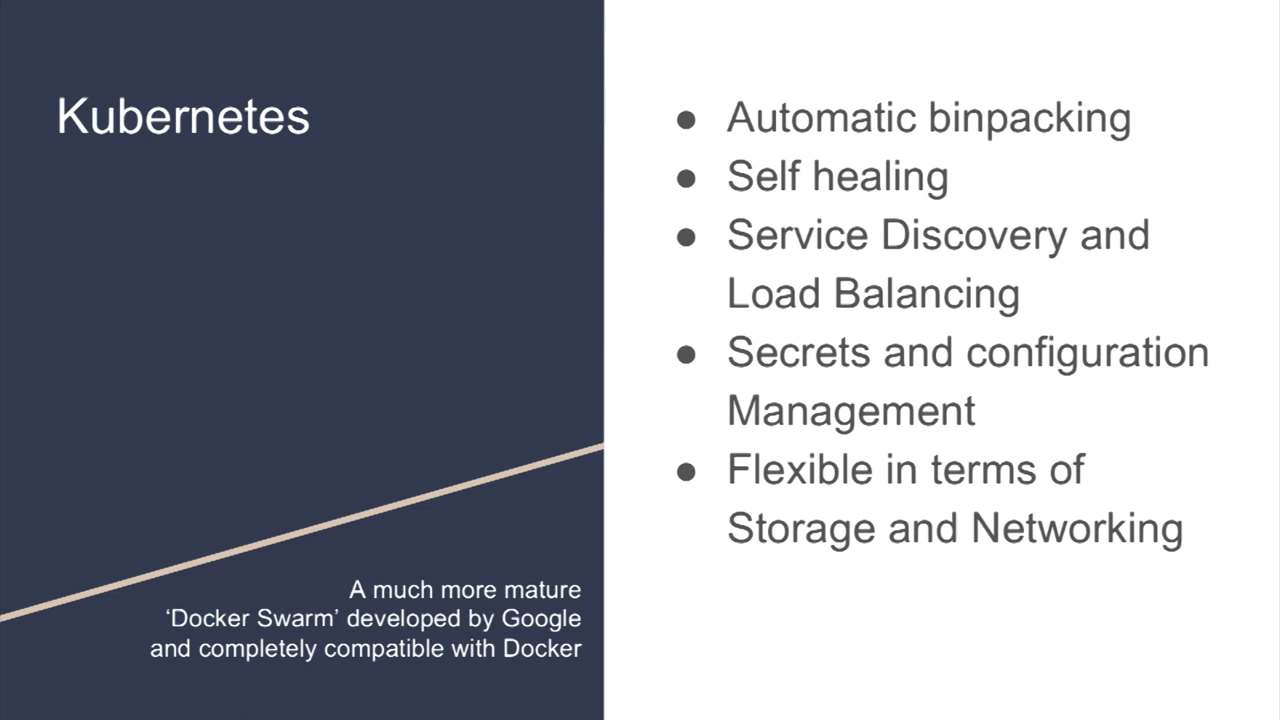 Kubernetes
A much more mature
‘Docker Swarm’ developed by Google
and completely compatible with Docker
● Automatic binpacking
● Self healing
● Service Discovery and
Load Balancing
● Secrets and configuration
Management
● Flexible in terms of
Storage and Networking